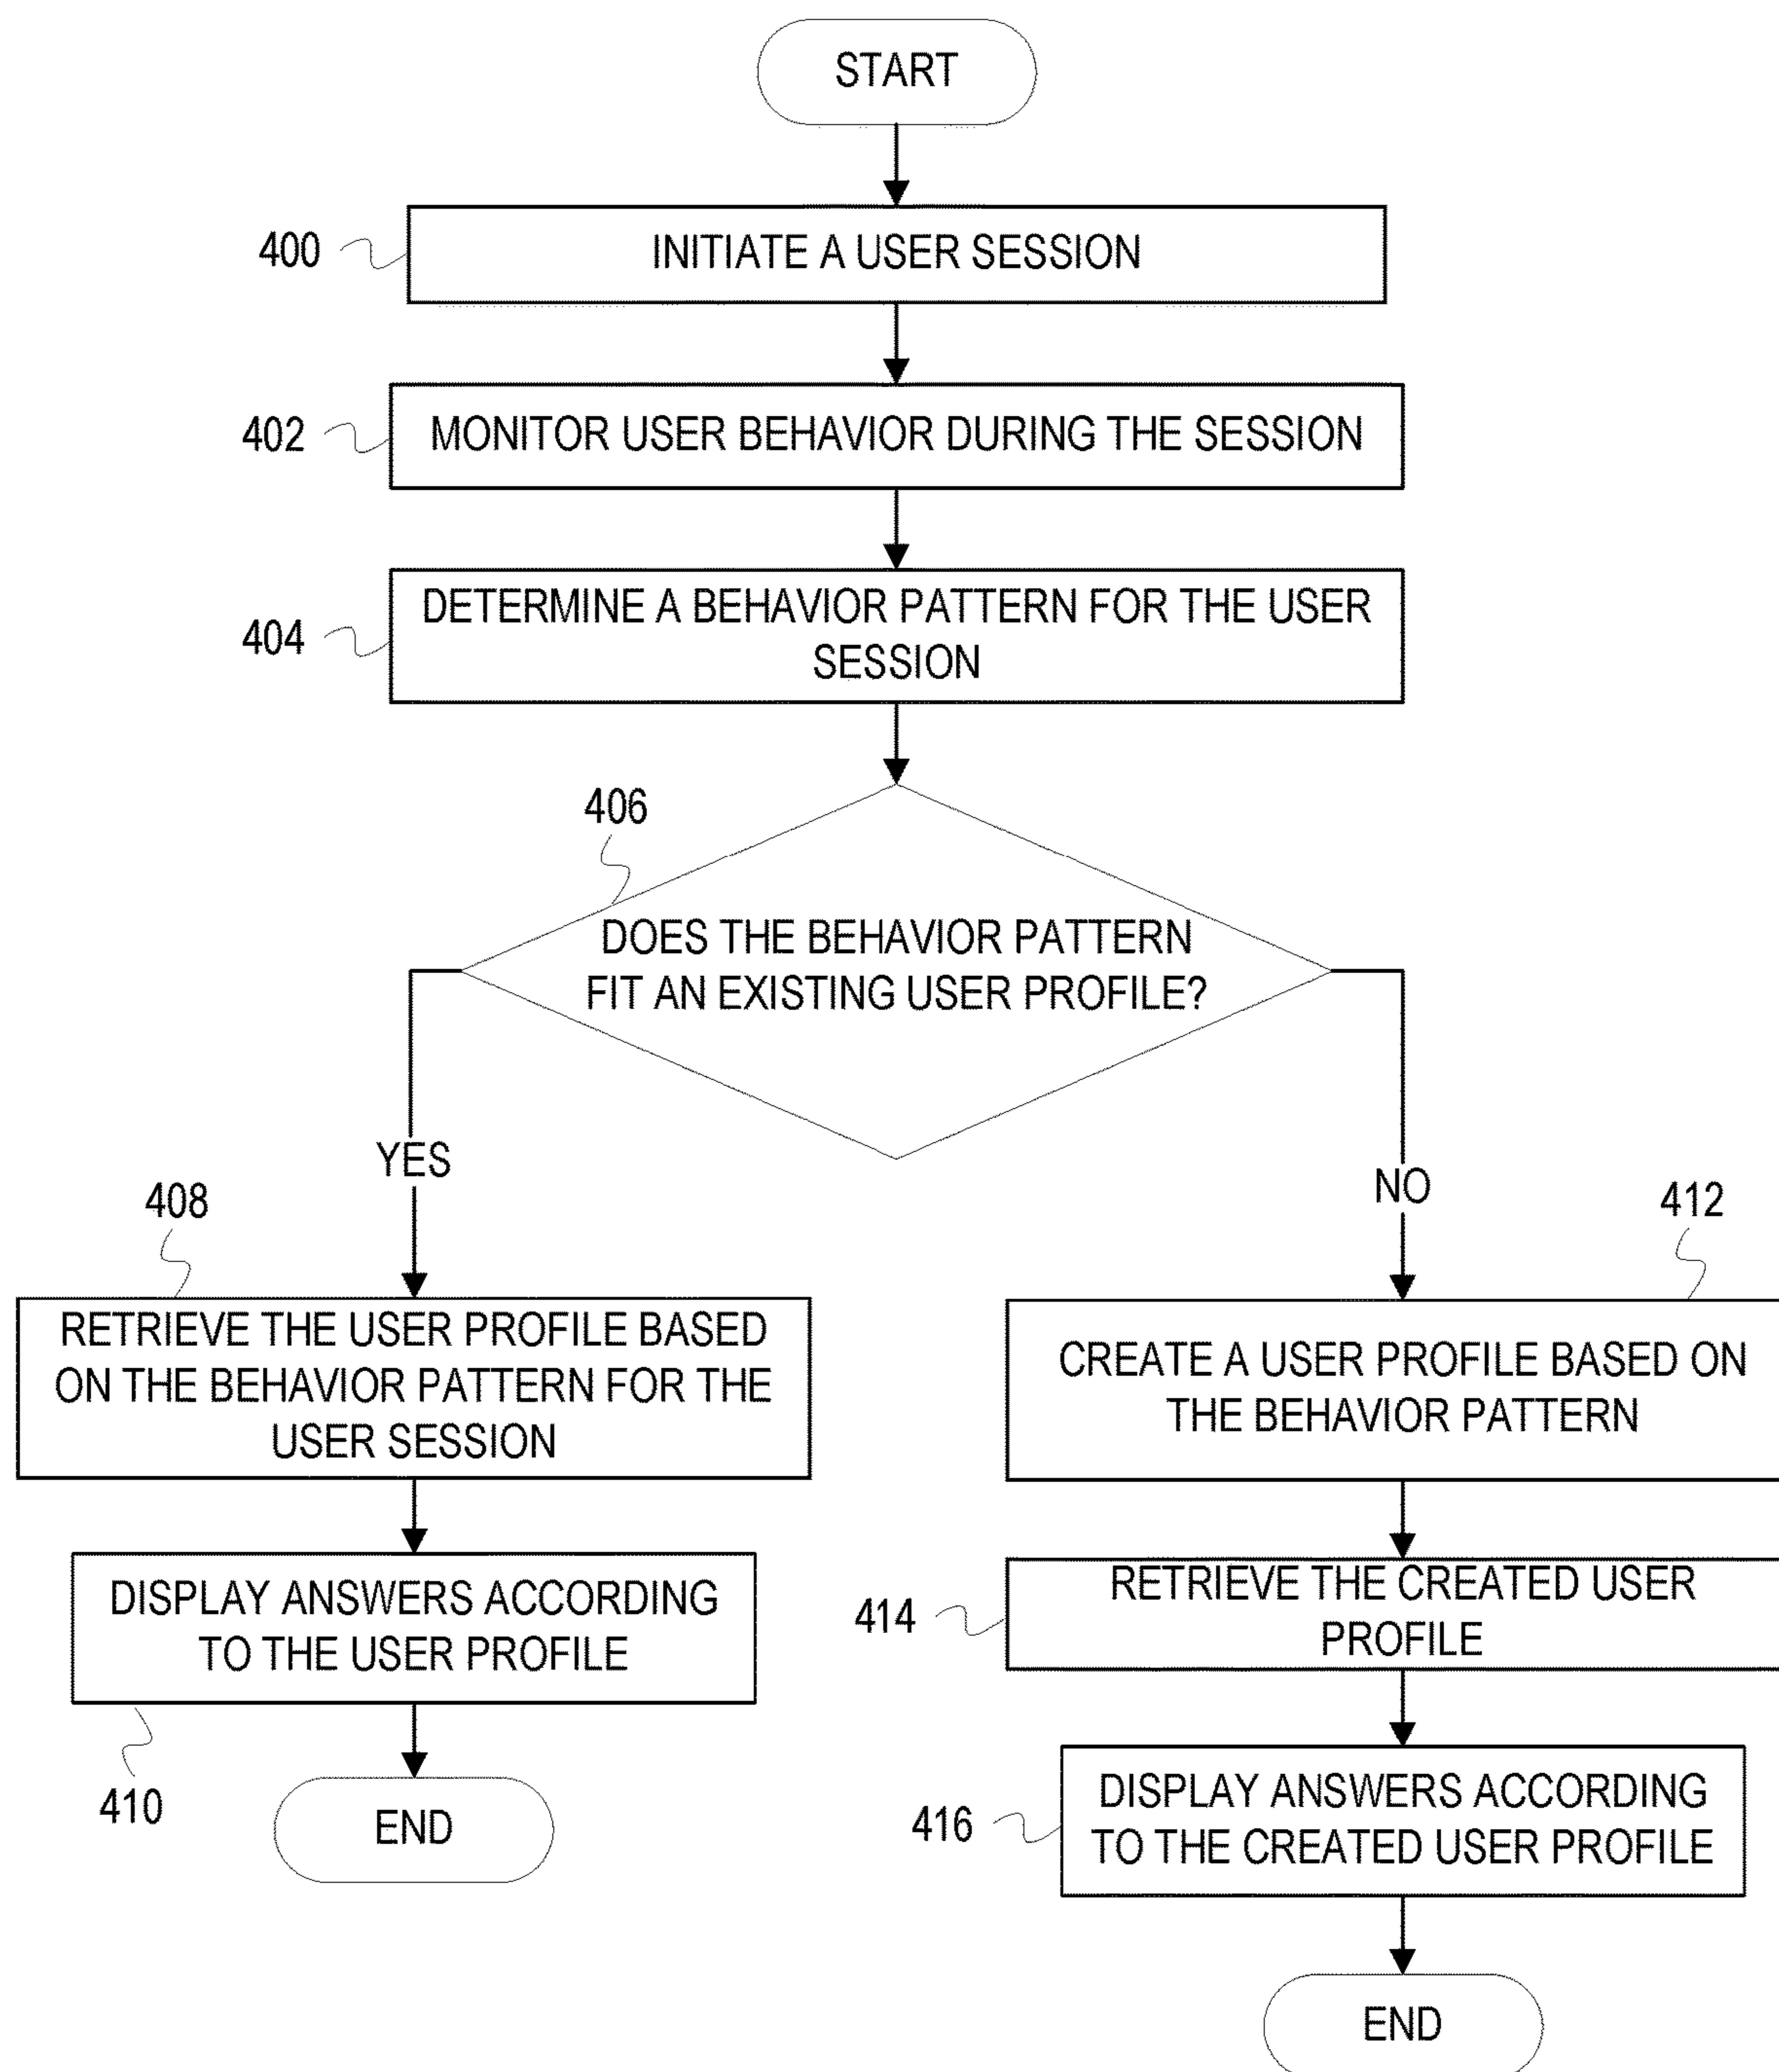 START
400
INITIATE A USER SESSION
402
MONITOR USER BEHAVIOR DURING THE SESSION
404
DETERMINE A BEHAVIOR PATTERN FOR THE USER
SESSION
406
DOES THE BEHAVIOR PATTERN
FIT AN EXISTING USER PROFILE?
YES
NO
408
RETRIEVE THE USER PROFILE BASED
ON THE BEHAVIOR PATTERN FOR THE
USER SESSION
DISPLAY ANSWERS ACCORDING
TO THE USER PROFILE
410
END
412
CREATE A USER PROFILE BASED ON
THE BEHAVIOR PATTERN
414
RETRIEVE THE CREATED USER
PROFILE
416
DISPLAY ANSWERS ACCORDING
TO THE CREATED USER PROFILE
END